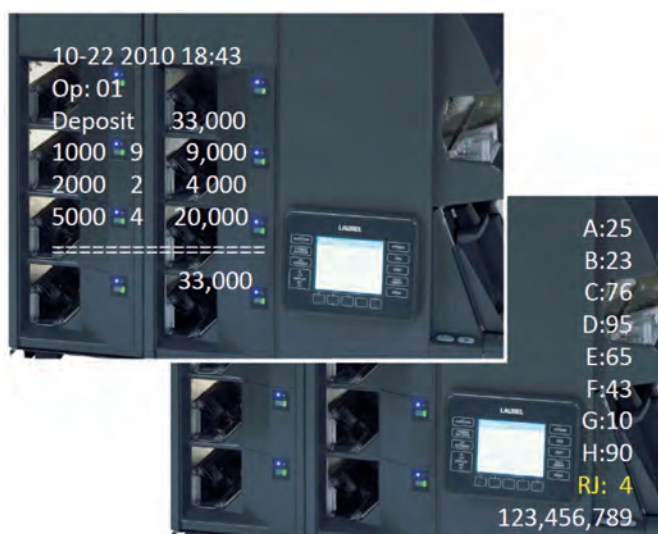 10-22 2010 18:43
Op: 01
Deposit 33,000
1000 9 9,000
2000 2 4 000
5000 4 20,000
==================
33,000
LAUREL
A:25
B:23
C:76
D:95
E:65
F:43
G:10
H:90
RJ: 4
123,456,789
LAUREL